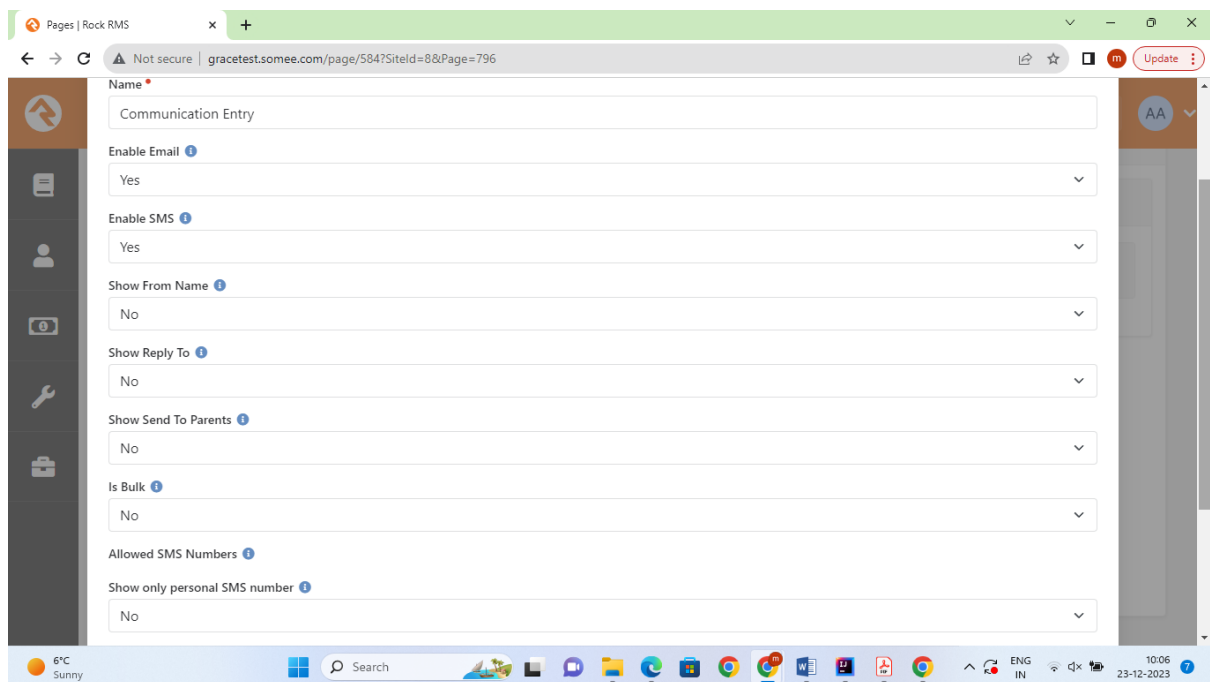 Pages | Rock RMS
Not secure | gracetest.somee.com/page/584?SiteId=8&Page=796
m
Update
Name *
Communication Entry
AA
Enable Email
Yes
Enable SMS
Yes
Show From Name
No
Show Reply To
No
Show Send To Parents
No
Is Bulk
No
Allowed SMS Numbers
Show only personal SMS number
No
6°C
Sunny
Search
ENG
IN
10:06
23-12-2023
7